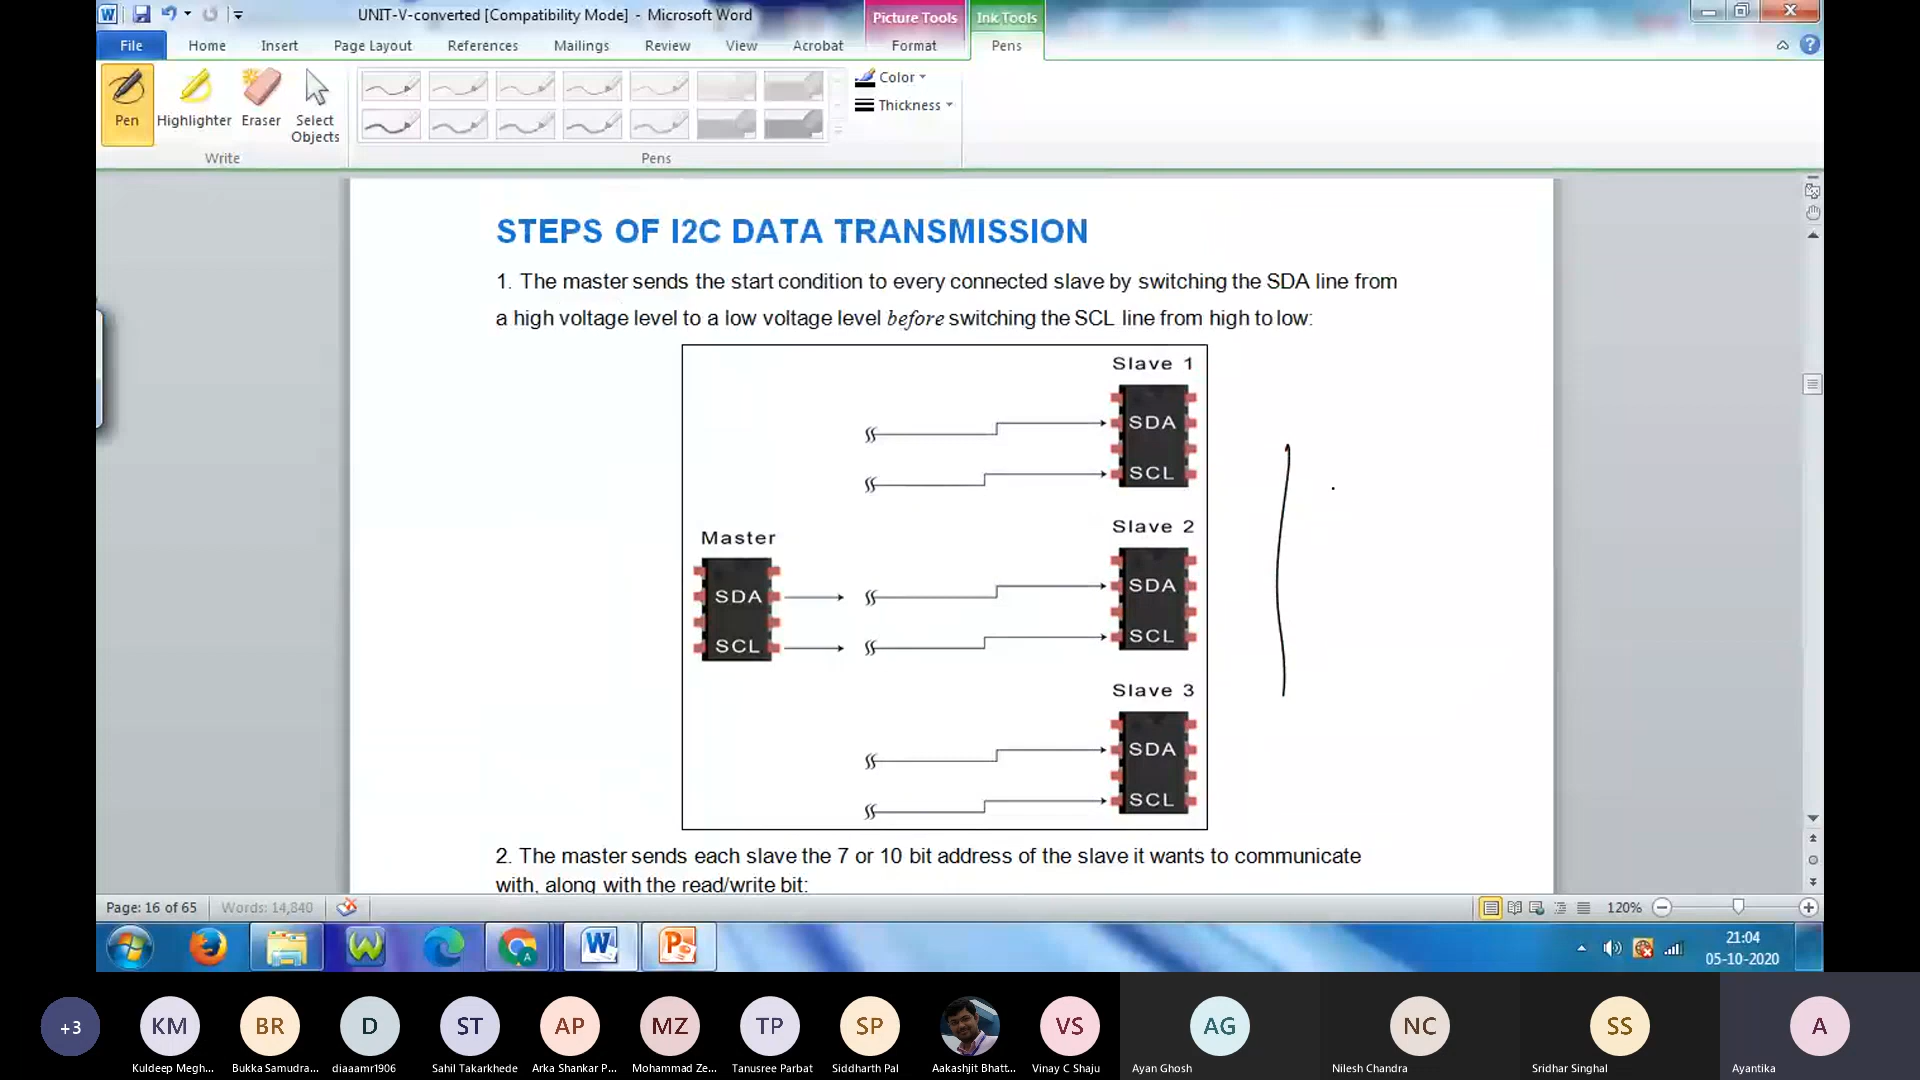 UNIT-V-converted [Compatibility Mode] - Microsoft Word
Picture Tools
Ink Tools
File Home Insert Page Layout References Mailings Review View Acrobat Format Pens
Pen Highlighter Eraser Select Objects
Color
Thickness
Write
Pens
STEPS OF I2C DATA TRANSMISSION
1. The master sends the start condition to every connected slave by switching the SDA line from
a high voltage level to a low voltage level before switching the SCL line from high to low:
Slave 1
SDA
SCL
Master
SDA
SCL
Slave 2
SDA
SCL
Slave 3
SDA
SCL
2. The master sends each slave the 7 or 10 bit address of the slave it wants to communicate
with, along with the read/write bit:
Page: 16 of 65 Words: 14,840 120%
21:04
05-10-2020
+3 KM BR D ST AP MZ TP SP VS AG NC SS A
Kuldeep Megh... Bukka Samudra... diaaamr1906 Sahil Takarkhede Arka Shankar P... Mohammad Ze... Tanusree Parbat Siddharth Pal Aakashjit Bhatt... Vinay C Shaju Ayan Ghosh Nilesh Chandra Sridhar Singhal Ayantika